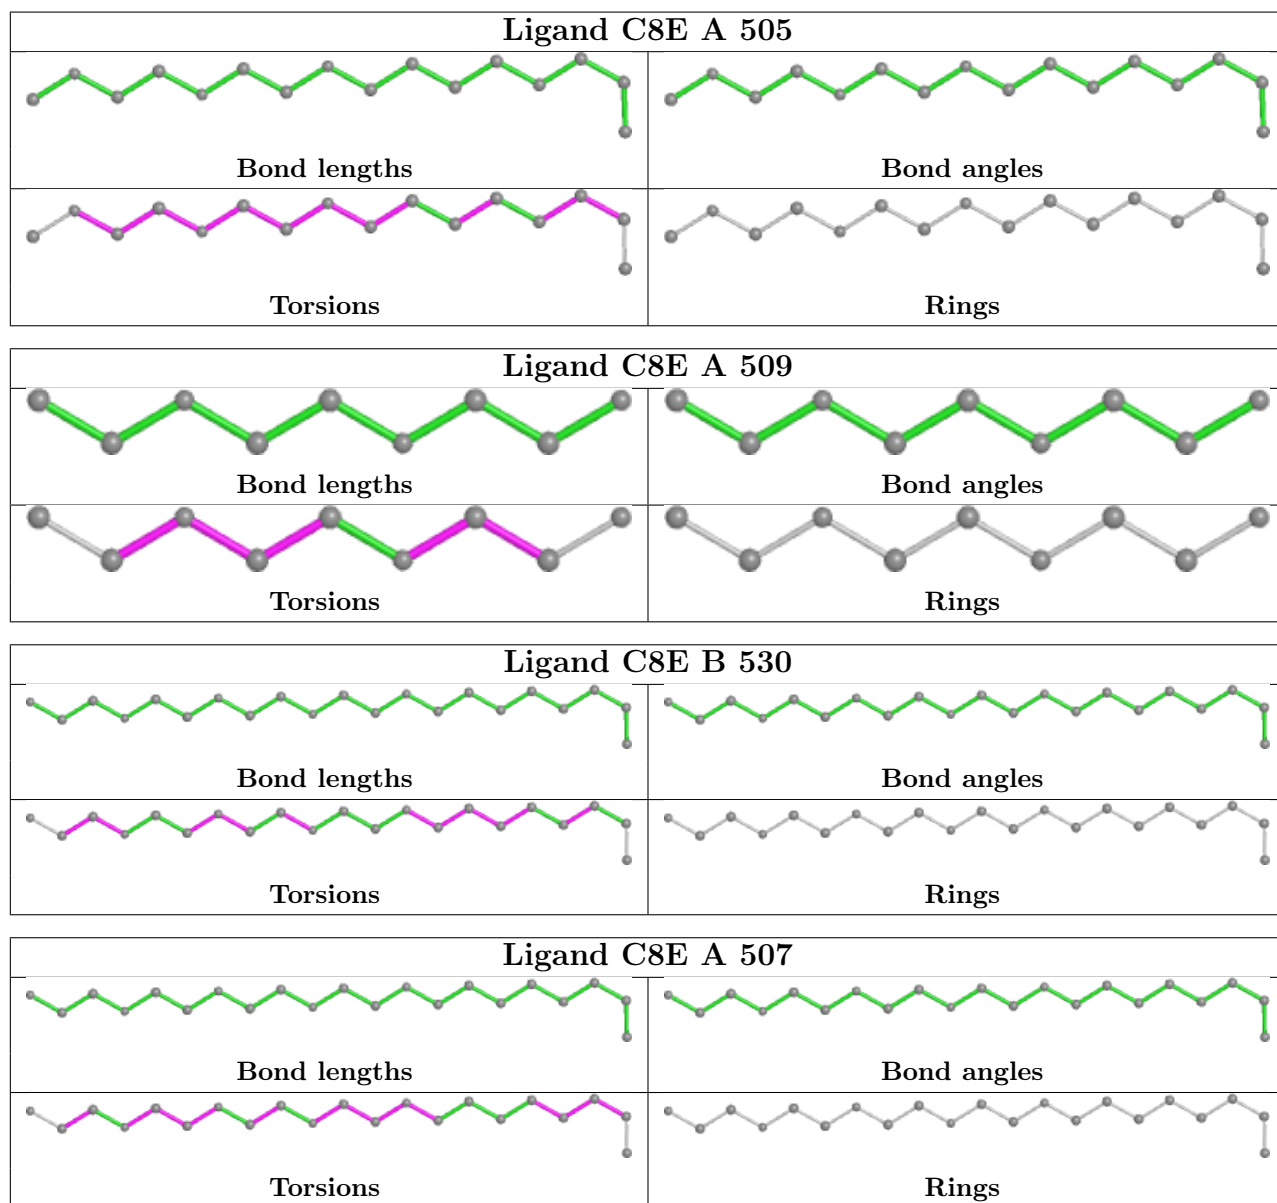 Ligand C8E A 505
Bond lengths Bond angles
Torsions Rings
Ligand C8E A 509
Bond lengths Bond angles
Torsions Rings
Ligand C8E B 530
Bond lengths Bond angles
Torsions Rings
Ligand C8E A 507
Bond lengths Bond angles
Torsions Rings